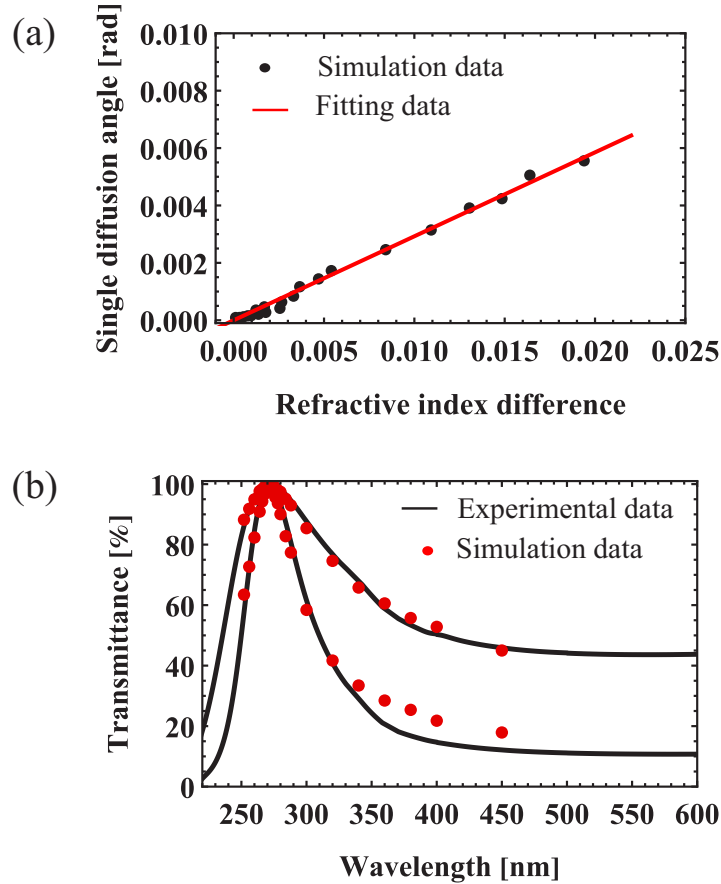 (a)
Single diffusion angle [rad]
0.010
0.008
0.006
0.004
0.002
0.000
Simulation data
Fitting data
0.000 0.005 0.010 0.015 0.020 0.025
Refractive index difference
(b)
Transmittance [%]
100
80
60
40
20
0
Experimental data
Simulation data
250 300 350 400 450 500 550 600
Wavelength [nm]